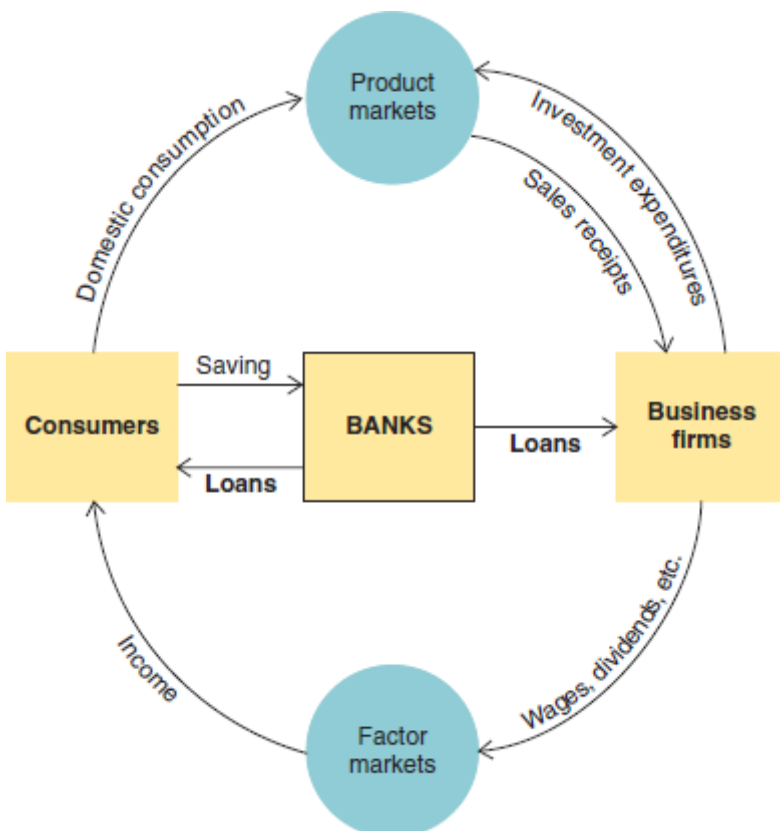 Product
markets
Domestic consumption
Investment expenditures
Sales receipts
Saving
Consumers
BANKS
Business
firms
Loans
Loans
Income
Wages, dividends, etc.
Factor
markets